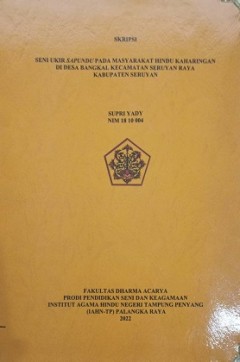 SKRIPSI
SENI UKIR SAPUNDU PADA MASYARAKAT HINDU KAHARINGAN
DI DESA BANGKAL KECAMATAN SERUYAN RAYA
KABUPATEN SERUYAN
SUPRI YADY
NIM 18 10 004
FAKULTAS DHARMA ACARYA
PRODI PENDIDIKAN SENI DAN KEAGAMAAN
INSTITUT AGAMA HINDU NEGERI TAMPUNG PENYANG
(IAHN-TP) PALANGKA RAYA
2022